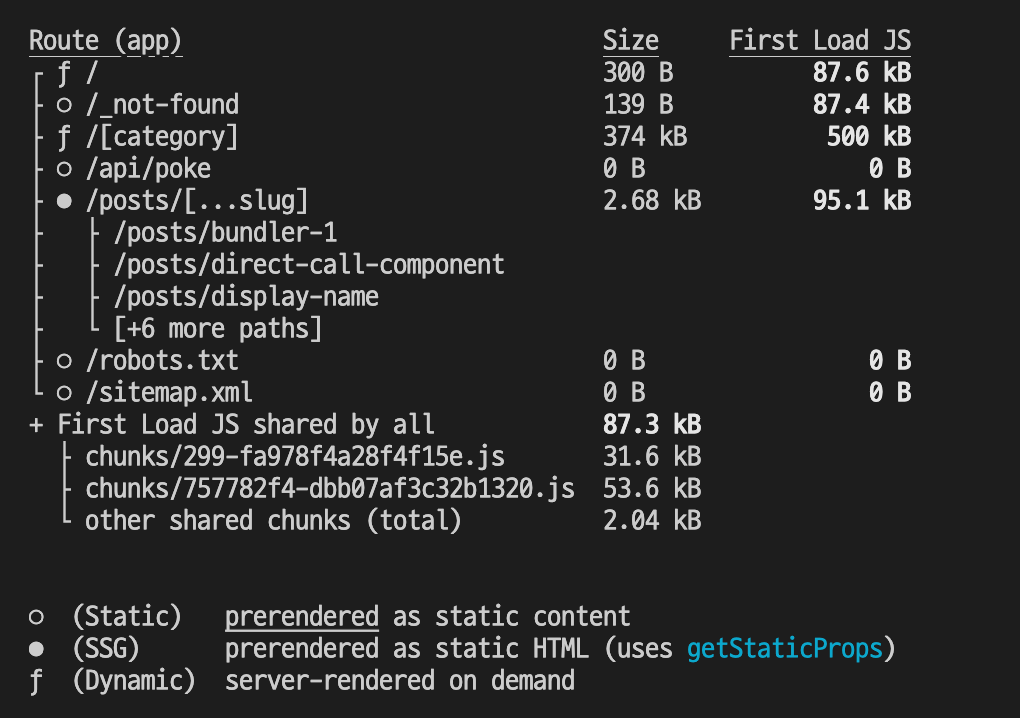 Route (app)                              Size     First Load JS
┌ ƒ /                                    300 B          87.6 kB
├ ○ /_not-found                          139 B          87.4 kB
├ ƒ /[category]                          374 kB          500 kB
├ ○ /api/poke                            0 B                0 B
├ ● /posts/[...slug]                     2.68 kB        95.1 kB
├   ├ /posts/bundler-1
├   ├ /posts/direct-call-component
├   ├ /posts/display-name
├   └ [+6 more paths]
├ ○ /robots.txt                          0 B                0 B
└ ○ /sitemap.xml                         0 B                0 B
+ First Load JS shared by all            87.3 kB
  ├ chunks/299-fa978f4a28f4f15e.js       31.6 kB
  ├ chunks/757782f4-dbb07af3c32b1320.js  53.6 kB
  └ other shared chunks (total)          2.04 kB
○  (Static)   prerendered as static content
●  (SSG)      prerendered as static HTML (uses getStaticProps)
ƒ  (Dynamic)  server-rendered on demand